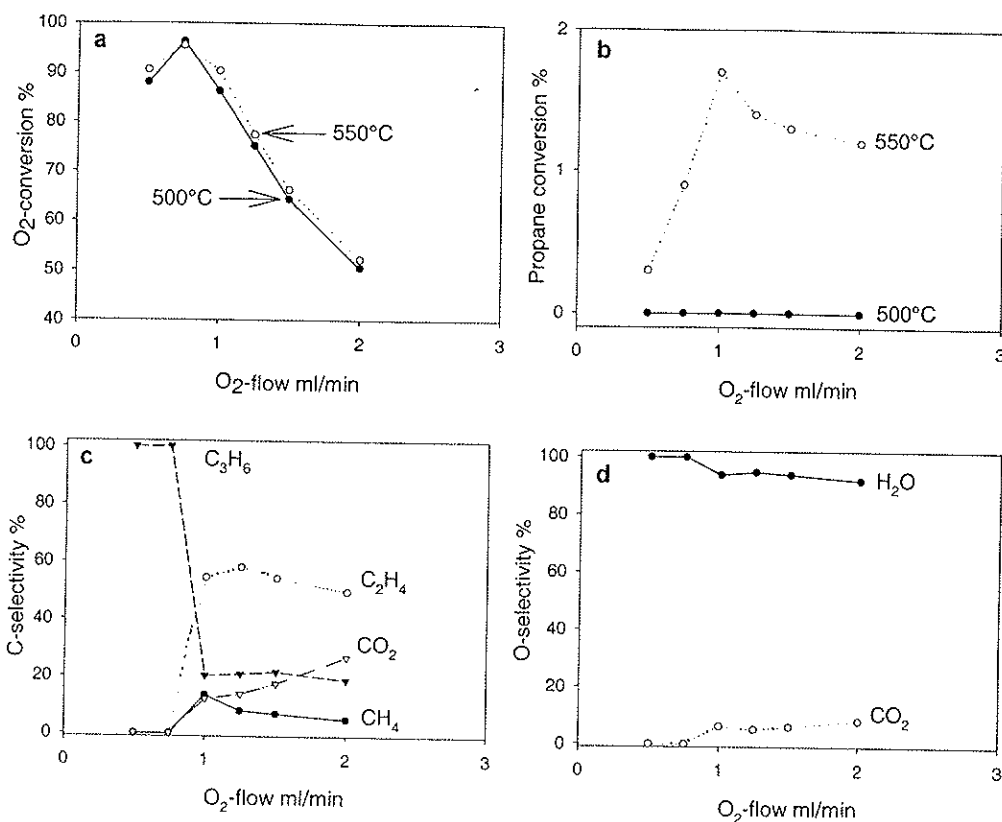 a
O2-conversion %
100
90
80
70
60
50
40
550°C
500°C
0
1
2
3
O2-flow ml/min
b
Propane conversion %
2
1
0
550°C
500°C
0
1
2
3
O2-flow ml/min
c
C-selectivity %
100
80
60
40
20
0
C3H6
C2H4
CO2
CH4
0
1
2
3
O2-flow ml/min
d
O-selectivity %
100
80
60
40
20
0
H2O
CO2
0
1
2
3
O2-flow ml/min